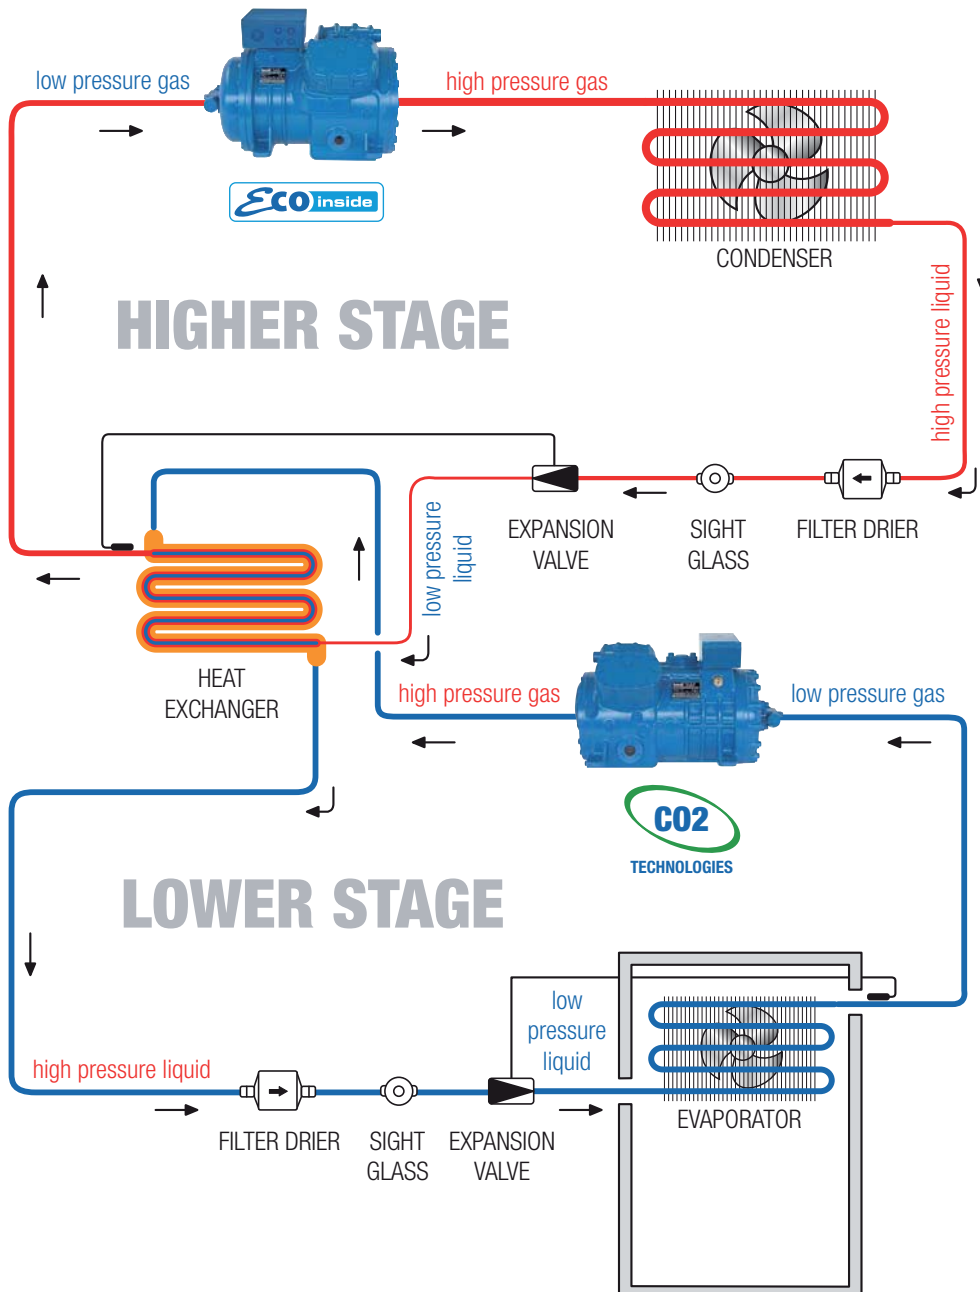 low pressure gas
high pressure gas
ECO inside
CONDENSER
HIGHER STAGE
high pressure liquid
EXPANSION
VALVE
SIGHT
GLASS
FILTER DRIER
low pressure
liquid
HEAT
EXCHANGER
high pressure gas
low pressure gas
CO2
TECHNOLOGIES
LOWER STAGE
low
pressure
liquid
high pressure liquid
FILTER DRIER
SIGHT
GLASS
EXPANSION
VALVE
EVAPORATOR